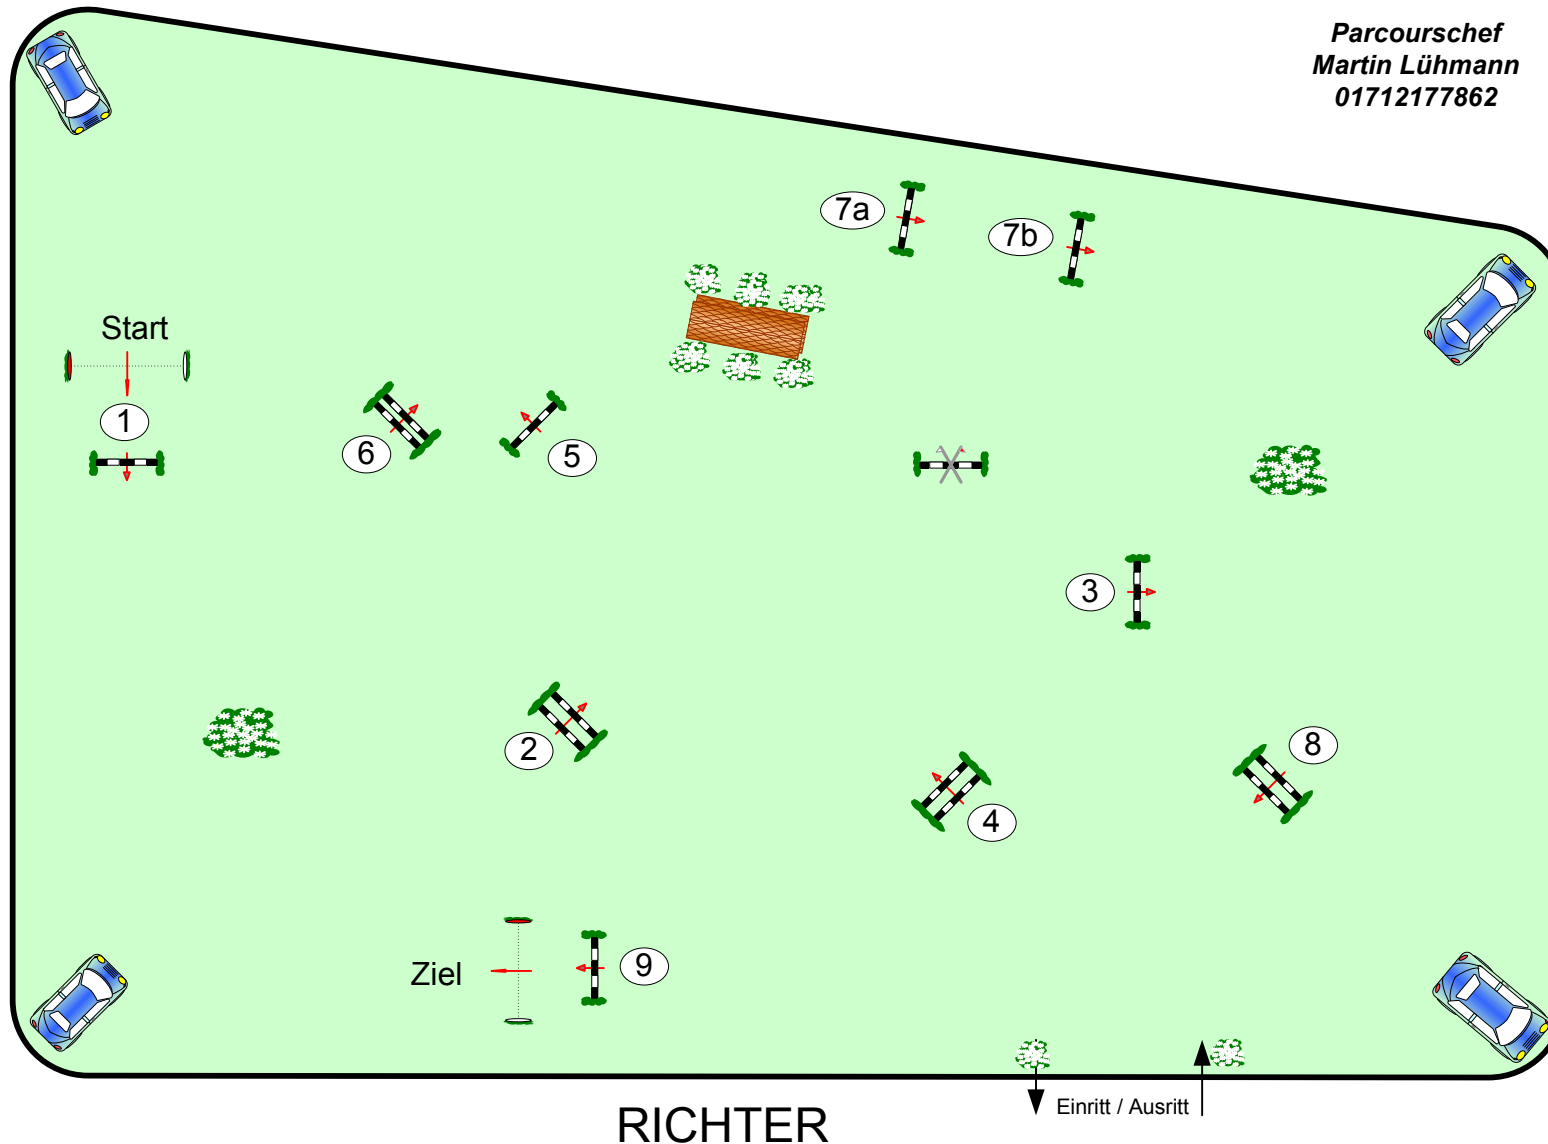 Parcourschef
Martin Lühmann
01712177862
7a
7b
Start
1
6
5
3
2
8
4
Ziel
9
Einritt / Ausritt
RICHTER